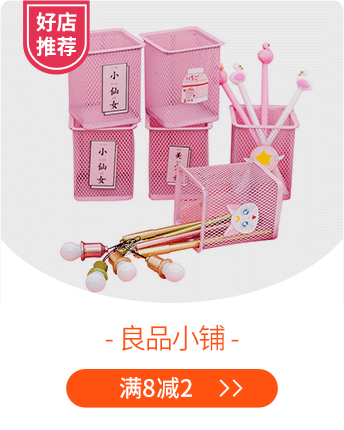 好店
推荐
小仙女
小仙女
- 良品小铺 -
满8减2 >>